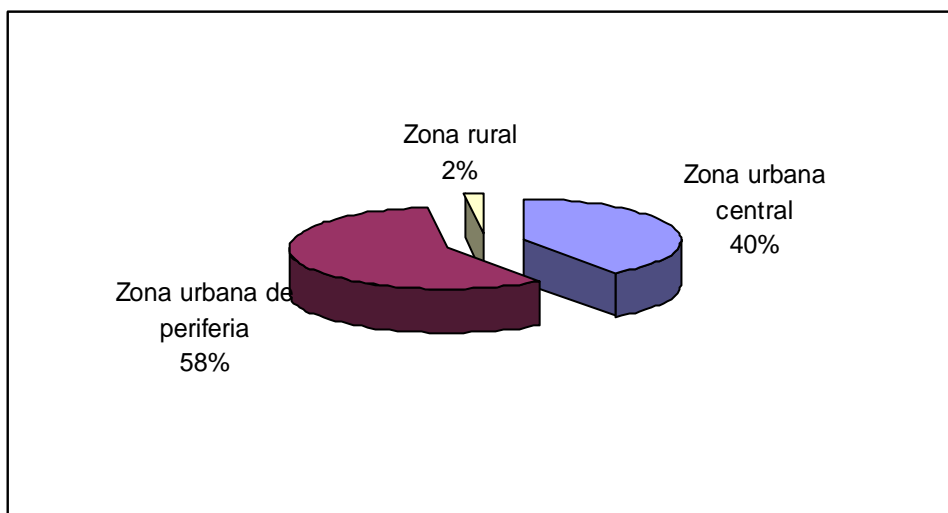 Zona rural
2%
Zona urbana
central
40%
Zona urbana de
periferia
58%